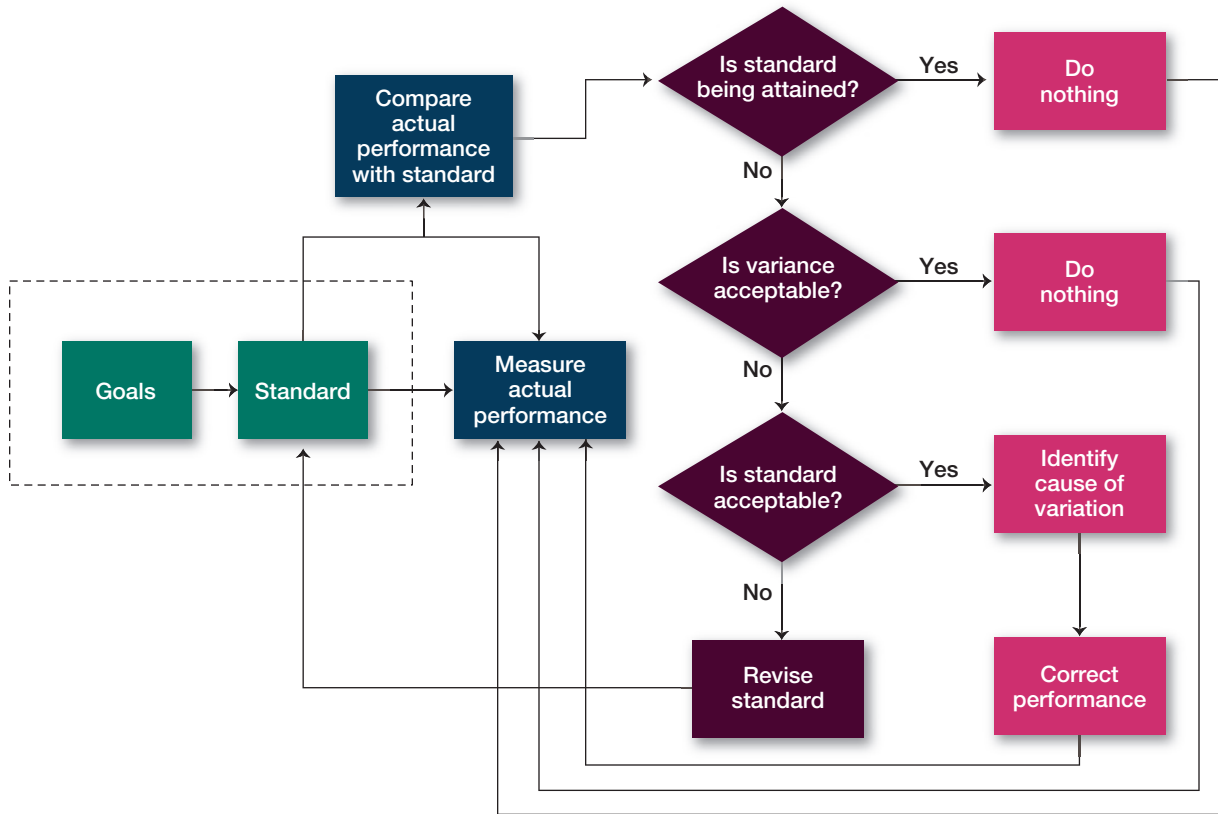 Compare
actual
performance
with standard
Is standard
being attained?
Yes
Do
nothing
No
Is variance
acceptable?
Yes
Do
nothing
No
Goals
Standard
Measure
actual
performance
Is standard
acceptable?
Yes
Identify
cause of
variation
No
Revise
standard
Correct
performance